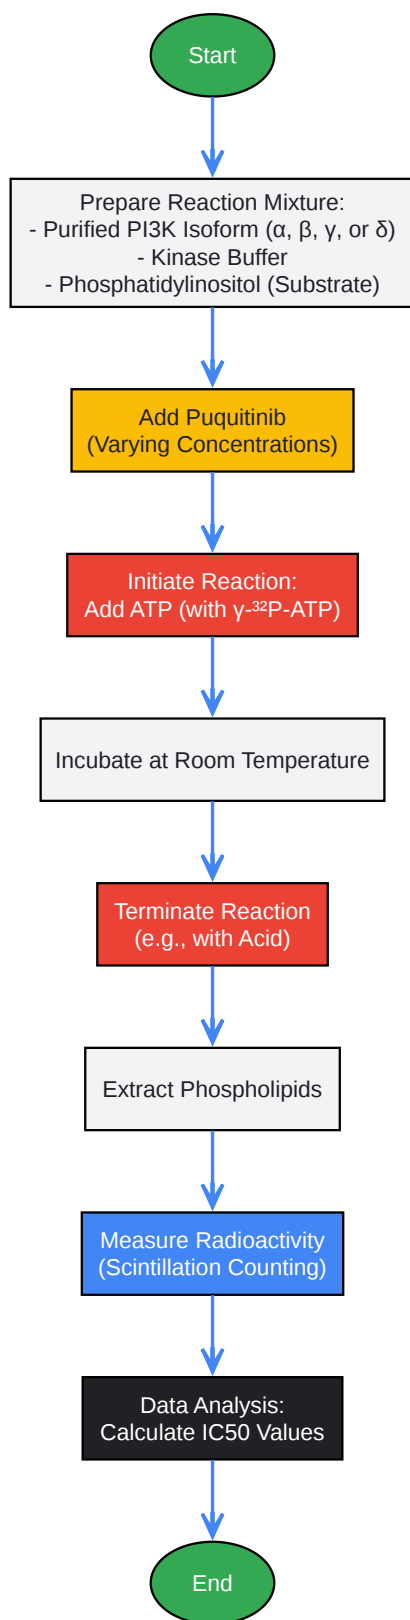 Start
Prepare Reaction Mixture:
- Purified PI3K Isoform (α, β, γ, or δ)
- Kinase Buffer
- Phosphatidylinositol (Substrate)
Add Puquitinib
(Varying Concentrations)
Initiate Reaction:
Add ATP (with γ-³²P-ATP)
Incubate at Room Temperature
Terminate Reaction
(e.g., with Acid)
Extract Phospholipids
Measure Radioactivity
(Scintillation Counting)
Data Analysis:
Calculate IC50 Values
End